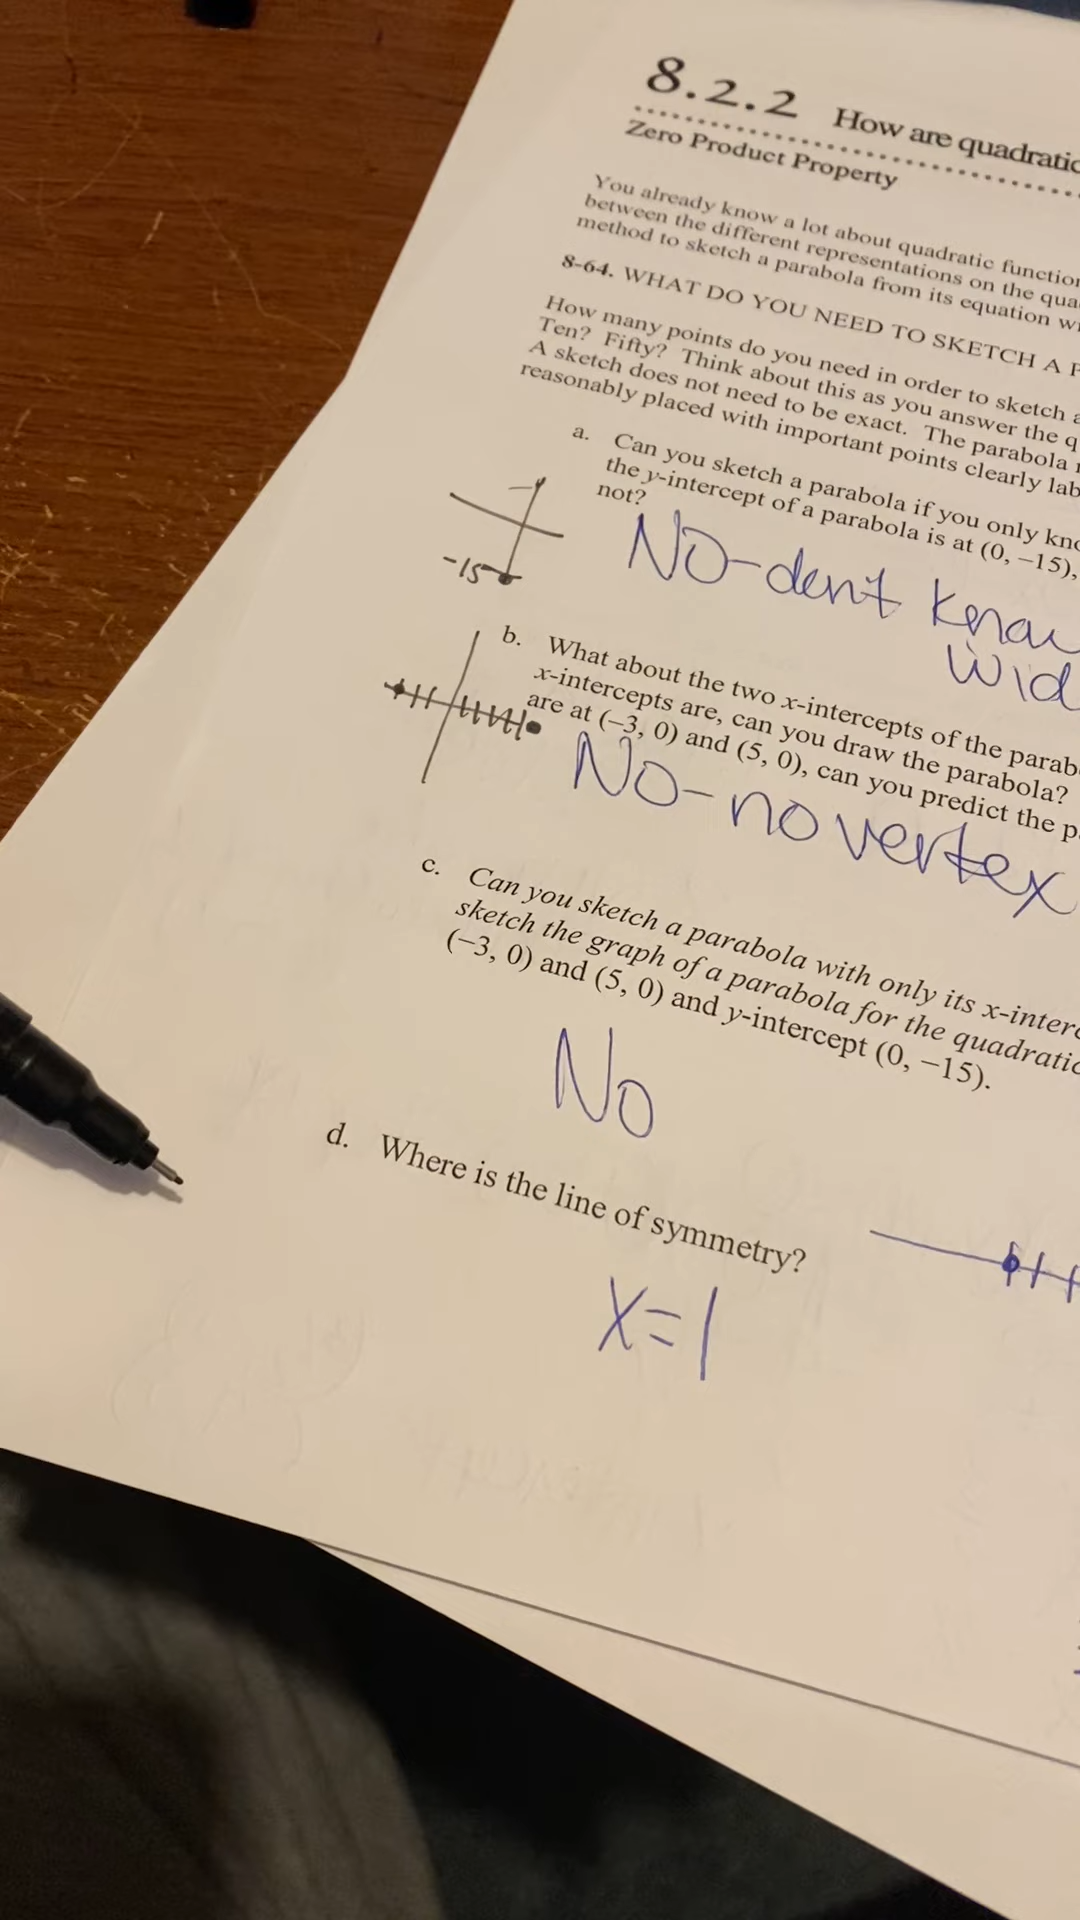 8.2.2 How are quadratic
Zero Product Property
You already know a lot about quadratic function
between the different representations on the qua
method to sketch a parabola from its equation wi
8-64. WHAT DO YOU NEED TO SKETCH A P
How many points do you need in order to sketch a
Ten? Fifty? Think about this as you answer the q
A sketch does not need to be exact. The parabola
reasonably placed with important points clearly lab
a. Can you sketch a parabola if you only kno
the y-intercept of a parabola is at (0, −15),
not?
NO-dent know
wid
-15
b. What about the two x-intercepts of the parab
x-intercepts are, can you draw the parabola?
are at (−3, 0) and (5, 0), can you predict the p
No-no vertex
c. Can you sketch a parabola with only its x-interc
sketch the graph of a parabola for the quadratic
(−3, 0) and (5, 0) and y-intercept (0, −15).
No
d. Where is the line of symmetry?
x=1